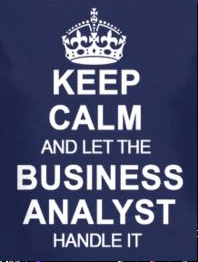 KEEP
CALM
AND LET THE
BUSINESS
ANALYST
HANDLE IT